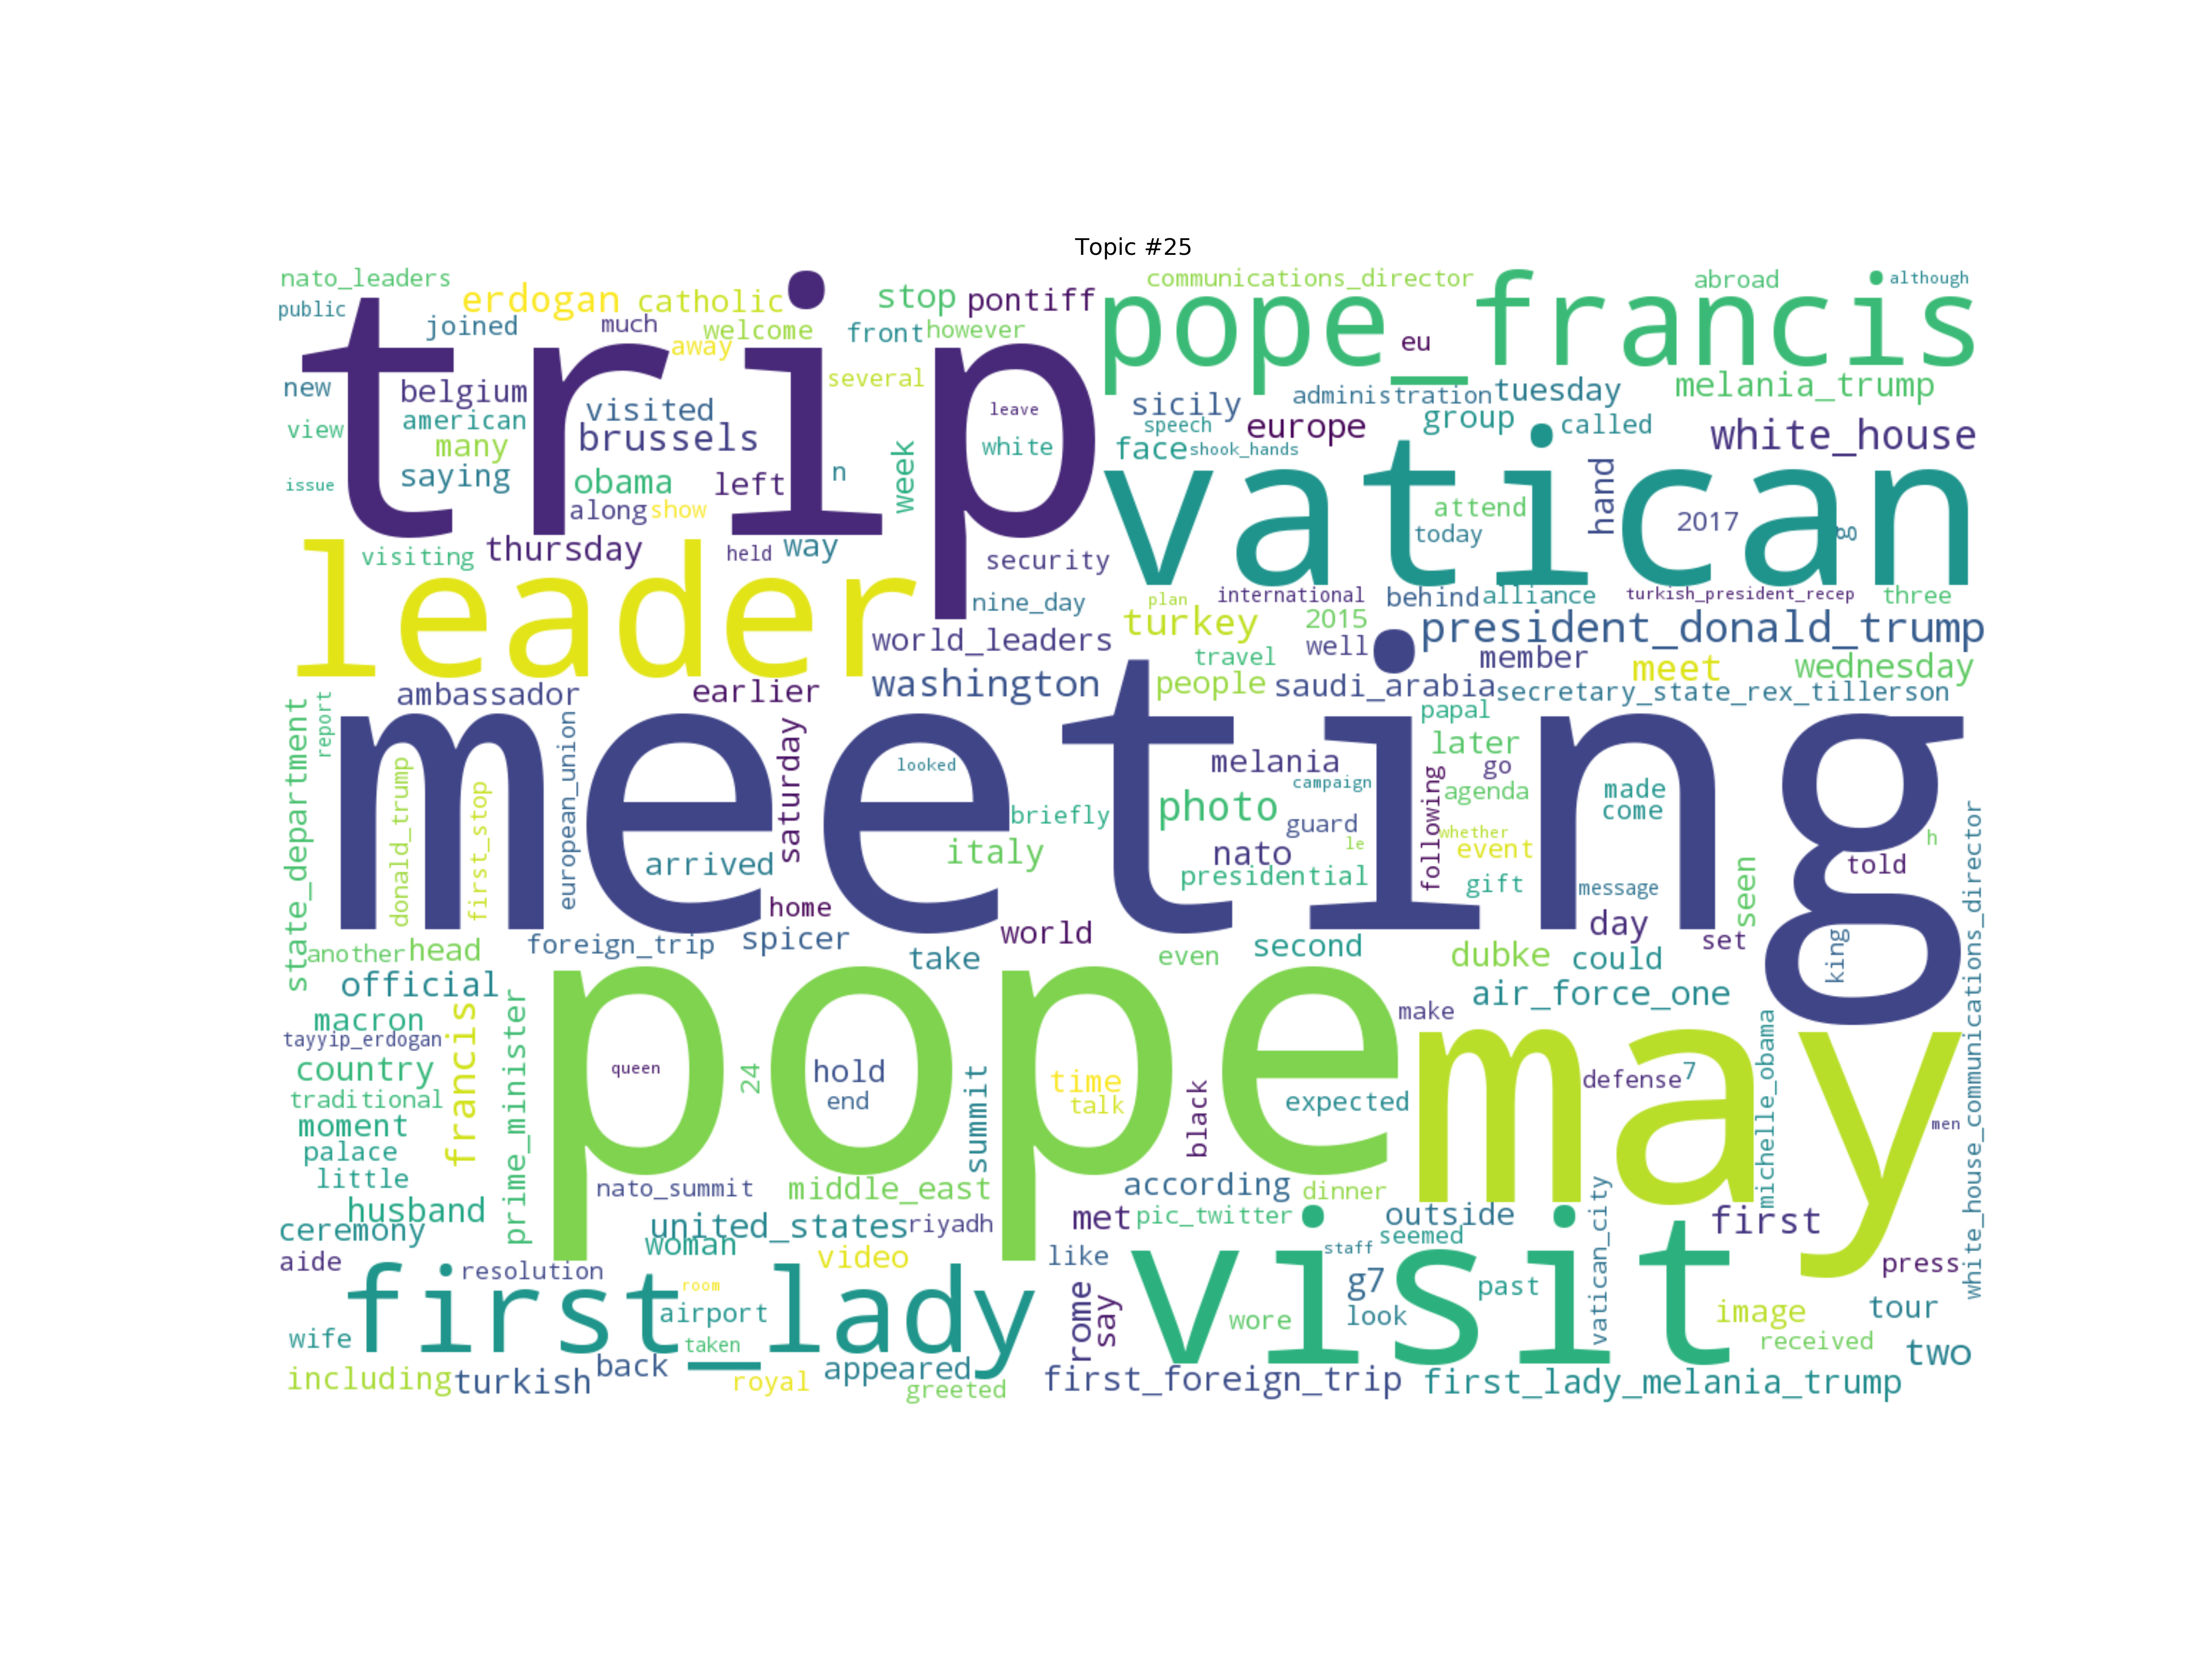 Topic #25
nato_leaders
public
erdogan
catholic
joined
much
welcome
away
stop
pontiff
front
however
several
trip
new
view
issue
belgium
american
many
saying
visited
brussels
obama
left
along
show
n
week
leave
white
visiting
thursday
held
way
security
nine_day
communications_director
abroad
although
pope_francis
eu
sicily
speech
administration
tuesday
melania_trump
europe
group
called
white_house
face
shook_hands
vatican
attend
today
hand
2017
g
leader
world_leaders
plan
international
behind
alliance
turkish_president_recep
three
turkey
2015
president_donald_trump
travel
well
member
meet
wednesday
ambassador
earlier
washington
people
saudi_arabia
secretary_state_rex_tillerson
papal
state_department
report
meeting
donald_trump
first_stop
european_union
saturday
looked
arrived
home
briefly
italy
melania
campaign
photo
guard
nato
le
presidential
following
later
go
agenda
whether
event
gift
made
come
message
day
seen
set
told
h
king
white_house_communications_director
another
head
foreign_trip
spicer
take
world
even
second
dubke
could
official
air_force_one
macron
tayyip_erdogan
country
traditional
moment
palace
little
husband
ceremony
francis
prime_minister
pope
queen
24
hold
end
summit
time
talk
black
expected
make
may
defense
7
michelle_obama
men
nato_summit
middle_east
according
dinner
united_states
riyadh
woman
video
met
pic_twitter
outside
seemed
vatican_city
first
press
aide
resolution
like
staff
first_lady
room
airport
taken
wife
rome
say
visit
wore
g7
look
past
image
tour
received
two
including
turkish
back
royal
appeared
greeted
first_foreign_trip
first_lady_melania_trump